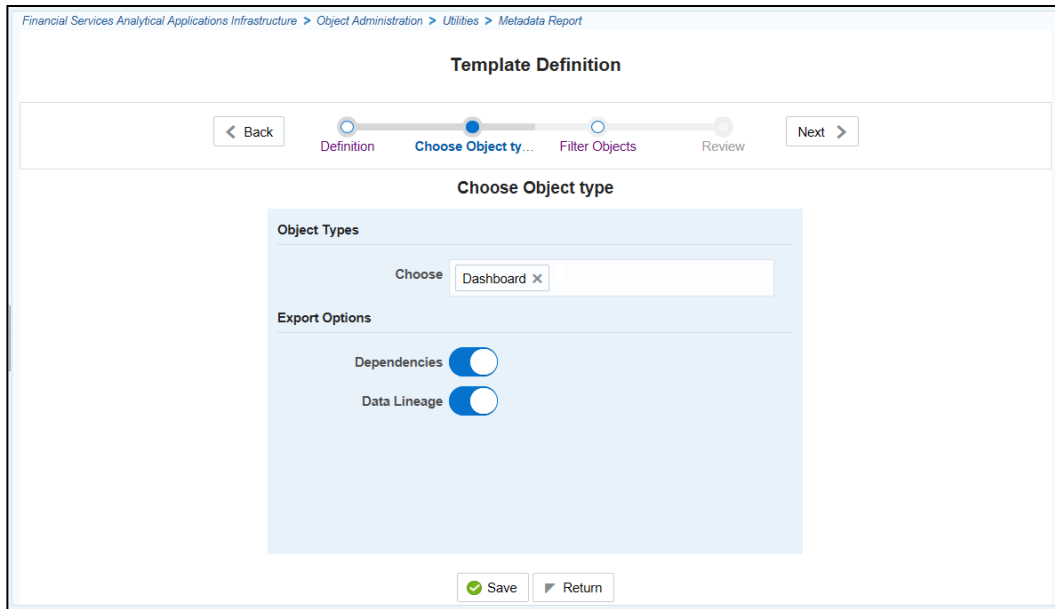 Financial Services Analytical Applications Infrastructure > Object Administration > Utilities > Metadata Report
Template Definition
Back
Definition
Choose Object ty...
Filter Objects
Review
Next
Choose Object type
Object Types
Choose
Dashboard
Export Options
Dependencies
Data Lineage
Save
Return